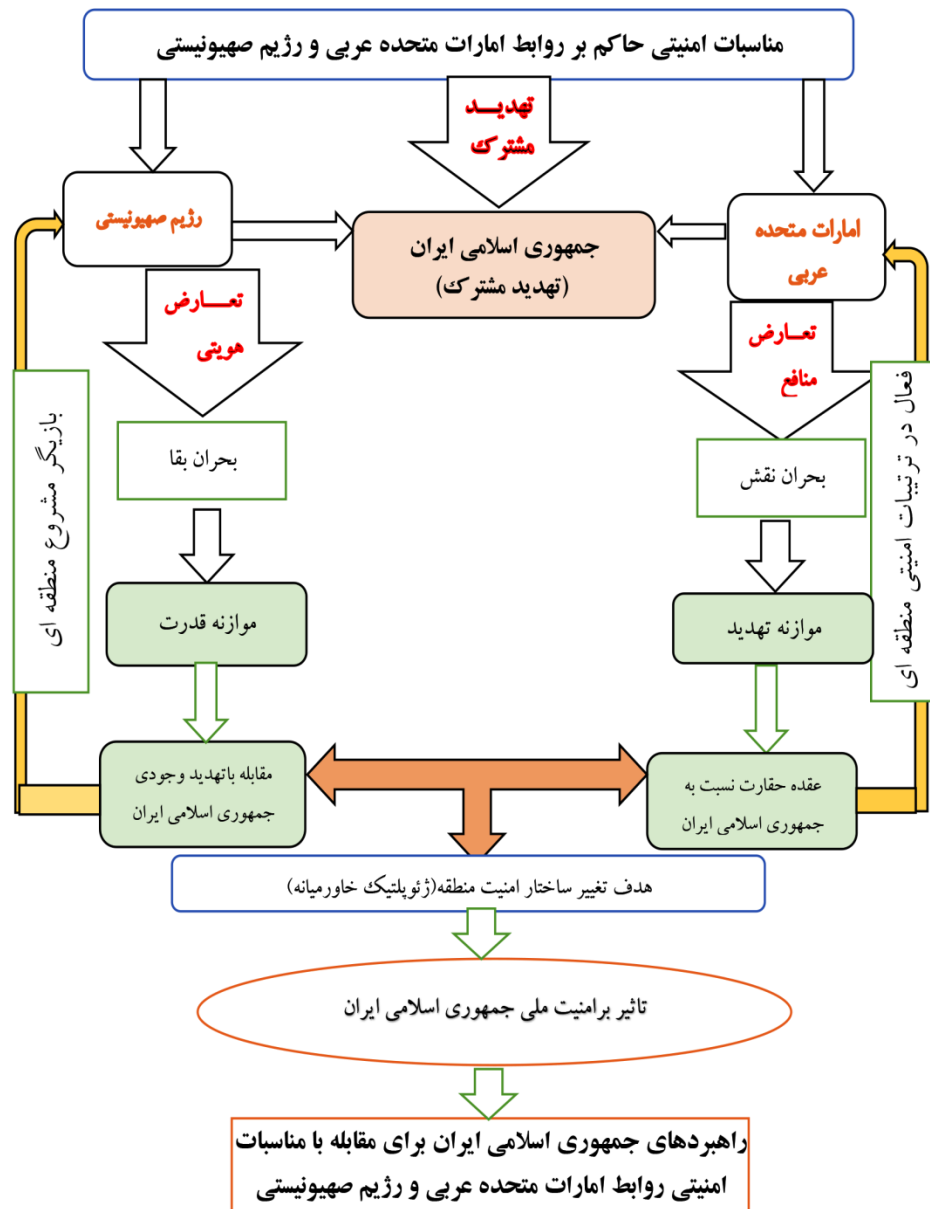 مناسبات امنیتی حاکم بر روابط امارات متحده عربی و رژیم صهیونیستی
تهدیــد
مشترک
امارات متحده
عربی
جمهوری اسلامی ایران
(تهدید مشترک)
رژیم صهیونیستی
تعــارض
منافع
تعــارض
هویتی
فعال در ترتیبات امنیتی منطقه ای
بحران نقش
بحران بقا
بازیگر مشروع منطقه ای
موازنه تهدید
موازنه قدرت
عقده حقارت نسبت به
جمهوری اسلامی ایران
مقابله باتهدید وجودی
جمهوری اسلامی ایران
هدف تغییر ساختار امنیت منطقه(ژئوپلتیک خاورمیانه)
تاثیر برامنیت ملی جمهوری اسلامی ایران
راهبردهای جمهوری اسلامی ایران برای مقابله با مناسبات
امنیتی روابط امارات متحده عربی و رژیم صهیونیستی